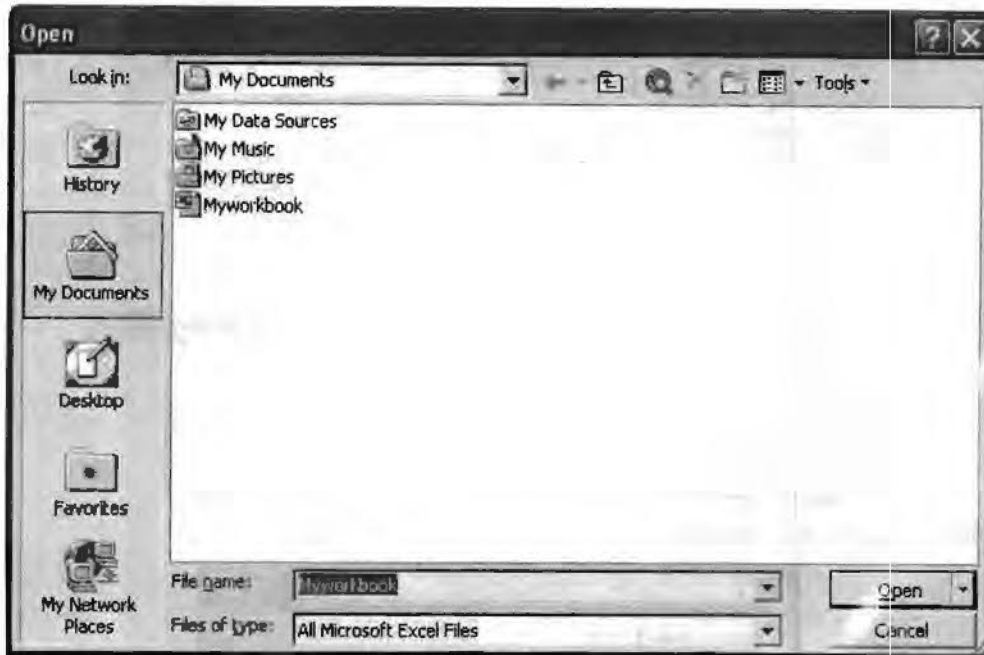 Open
Look in: My Documents Tools
My Data Sources
My Music
My Pictures
Myworkbook
History
My Documents
Desktop
Favorites
My Network
Places
File name: Myworkbook Open
Files of type: All Microsoft Excel Files Cancel